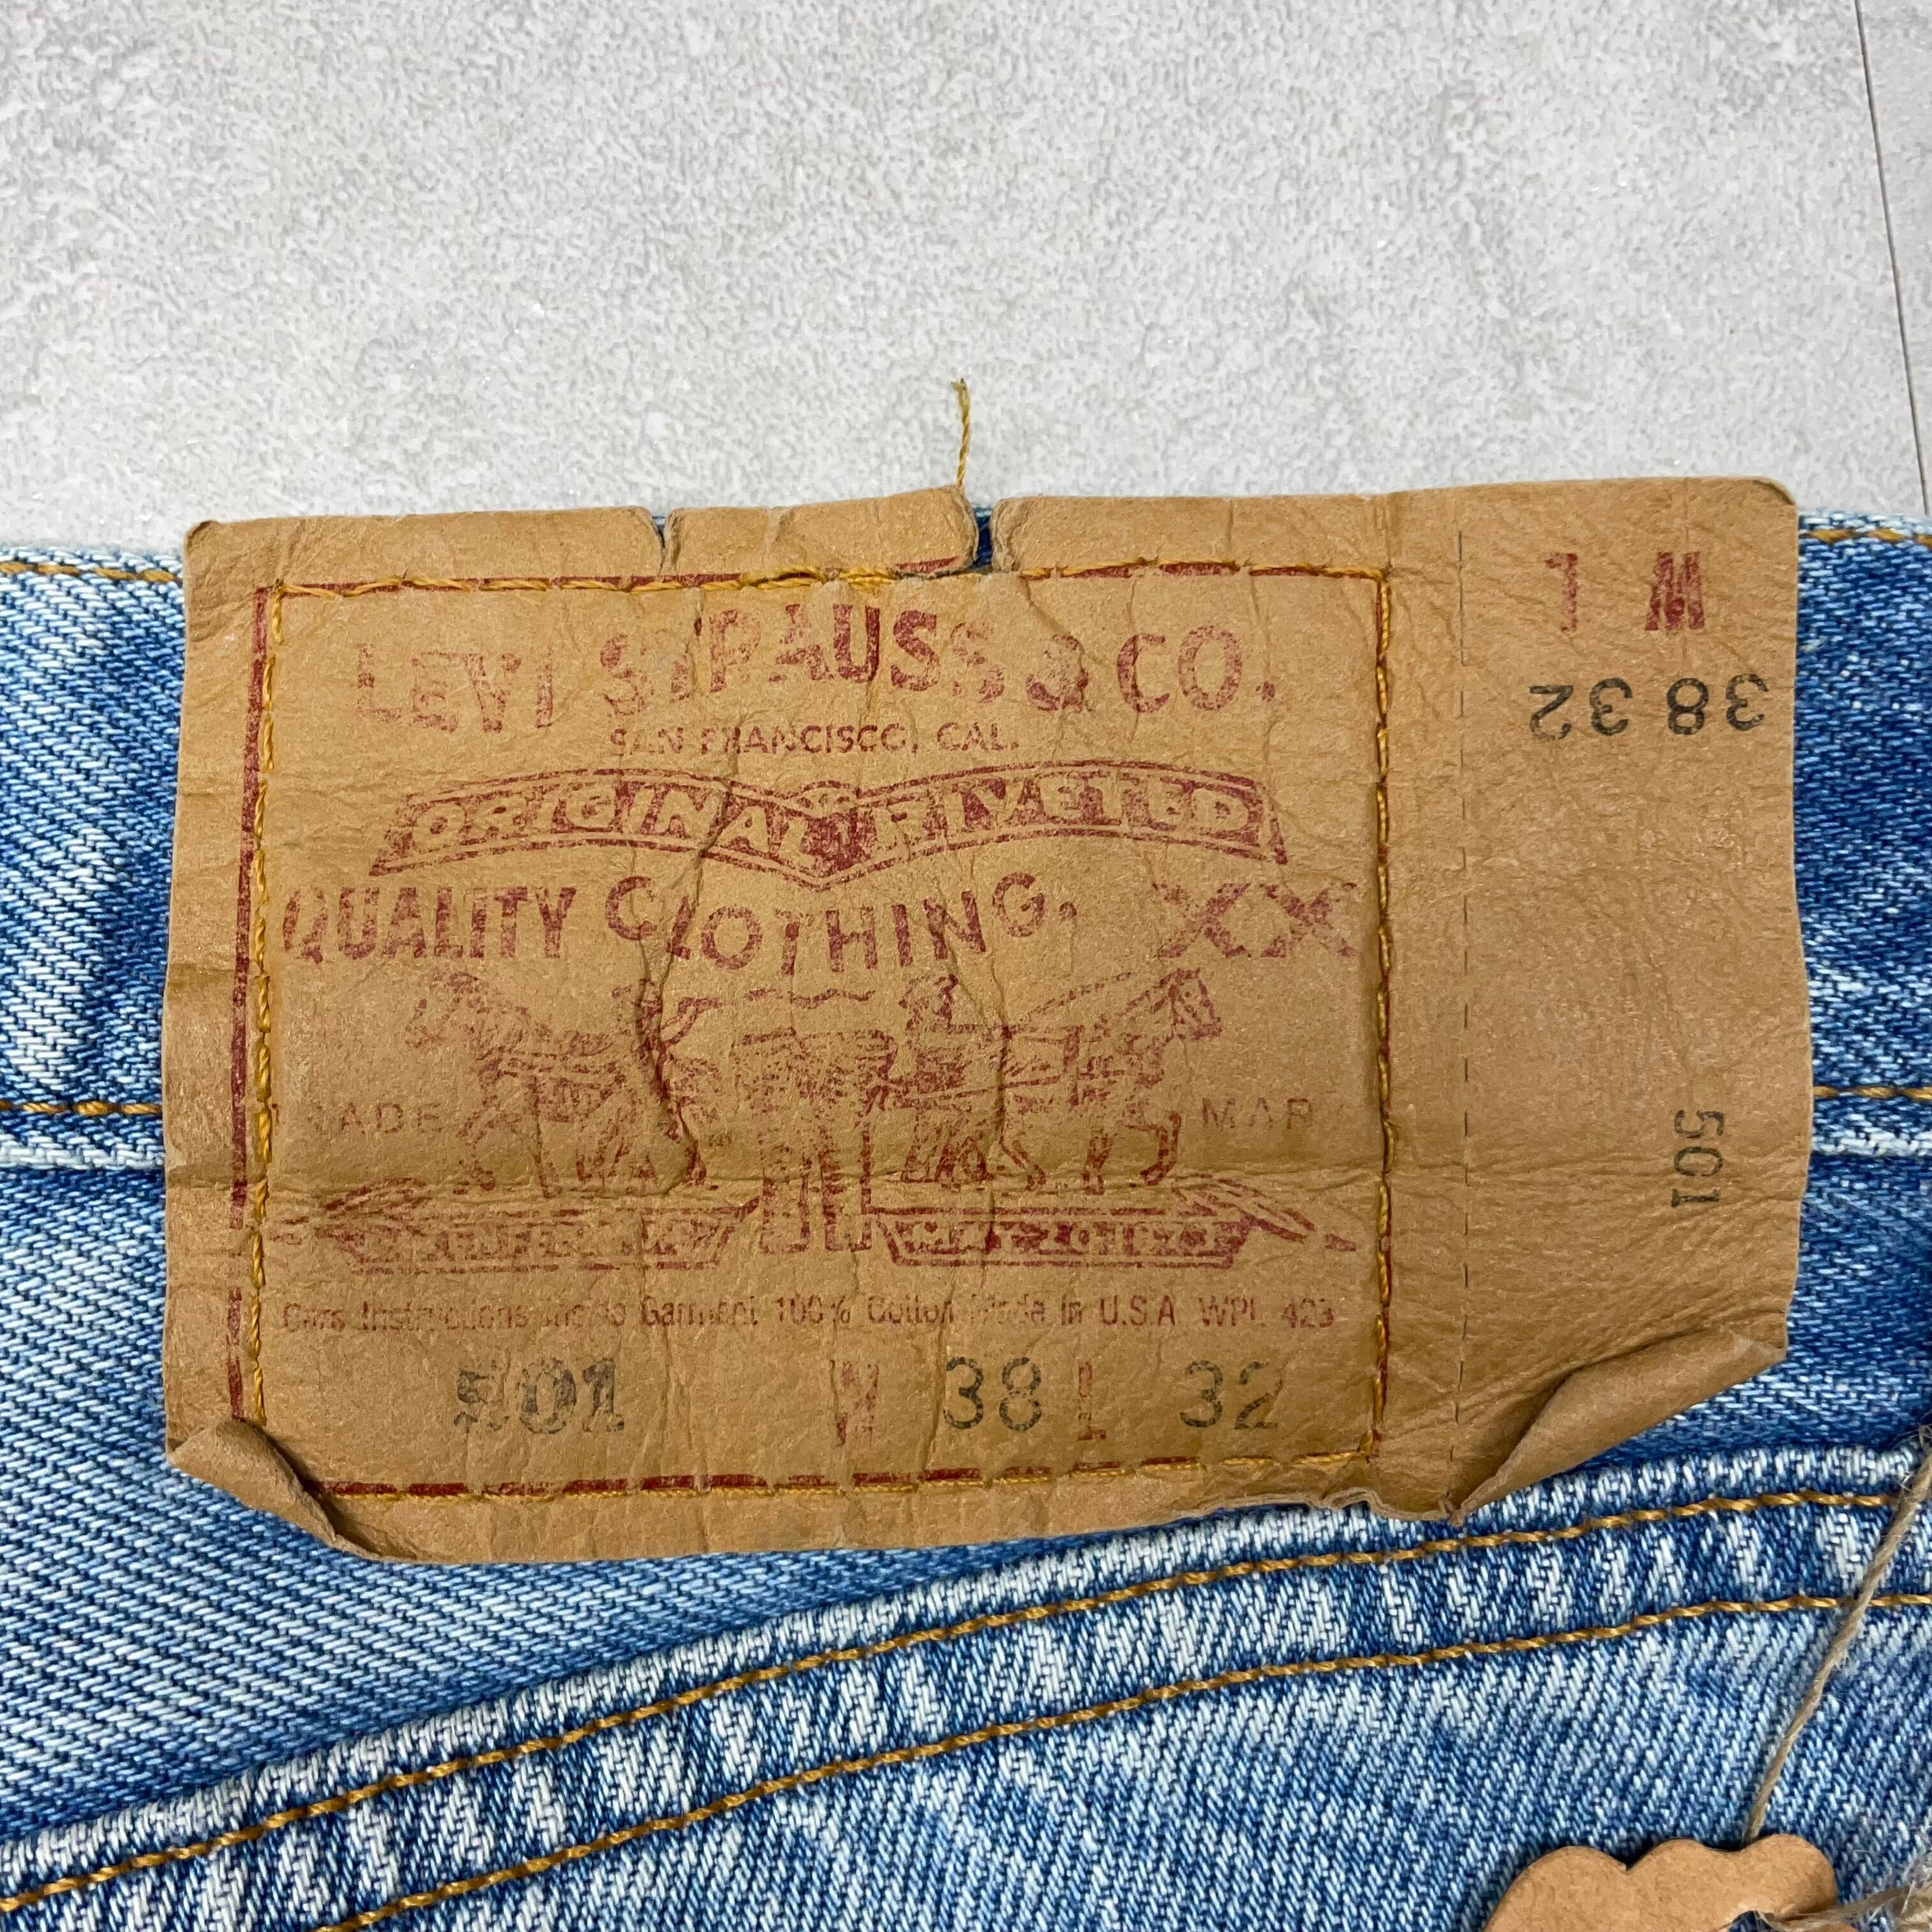 LEVI STRAUSS & CO.
SAN FRANCISCO, CAL.
ORIGINAL RIVETED
QUALITY CLOTHING. XX
TRADE MARK
Care Instructions Inside Garment 100% Cotton Made in U.S.A WPL 423
501 W 38 L 32
W L
38 32
501